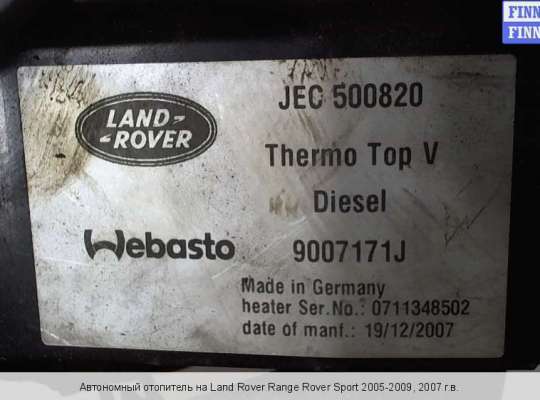 FINN
FINN
JEC 500820
LAND-
-ROVER
Thermo Top V
Diesel
Webasto
9007171J
Made in Germany
heater Ser.No.: 0711348502
date of manf.: 19/12/2007
Автономный отопитель на Land Rover Range Rover Sport 2005-2009, 2007 г.в.